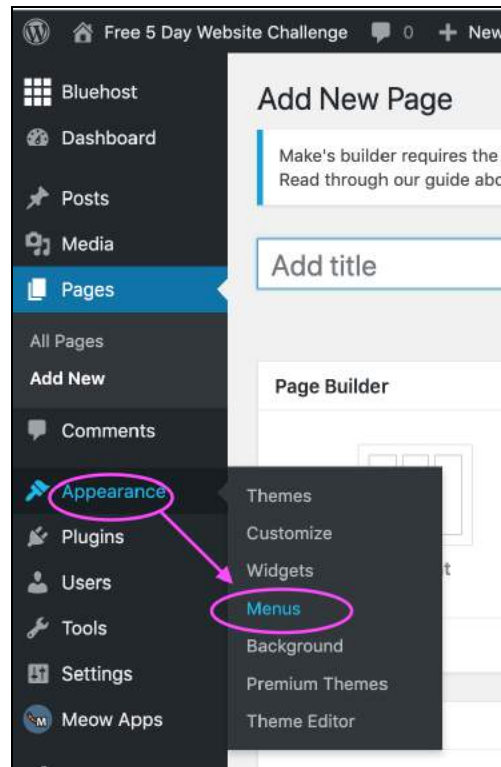 Free 5 Day Website Challenge 0 + New
Bluehost
Dashboard
Posts
Media
Pages
All Pages
Add New
Comments
Appearance
Plugins
Users
Tools
Settings
Meow Apps
Add New Page
Make's builder requires the
Read through our guide abo
Add title
Page Builder
Themes
Customize
Widgets
Menus
Background
Premium Themes
Theme Editor
t